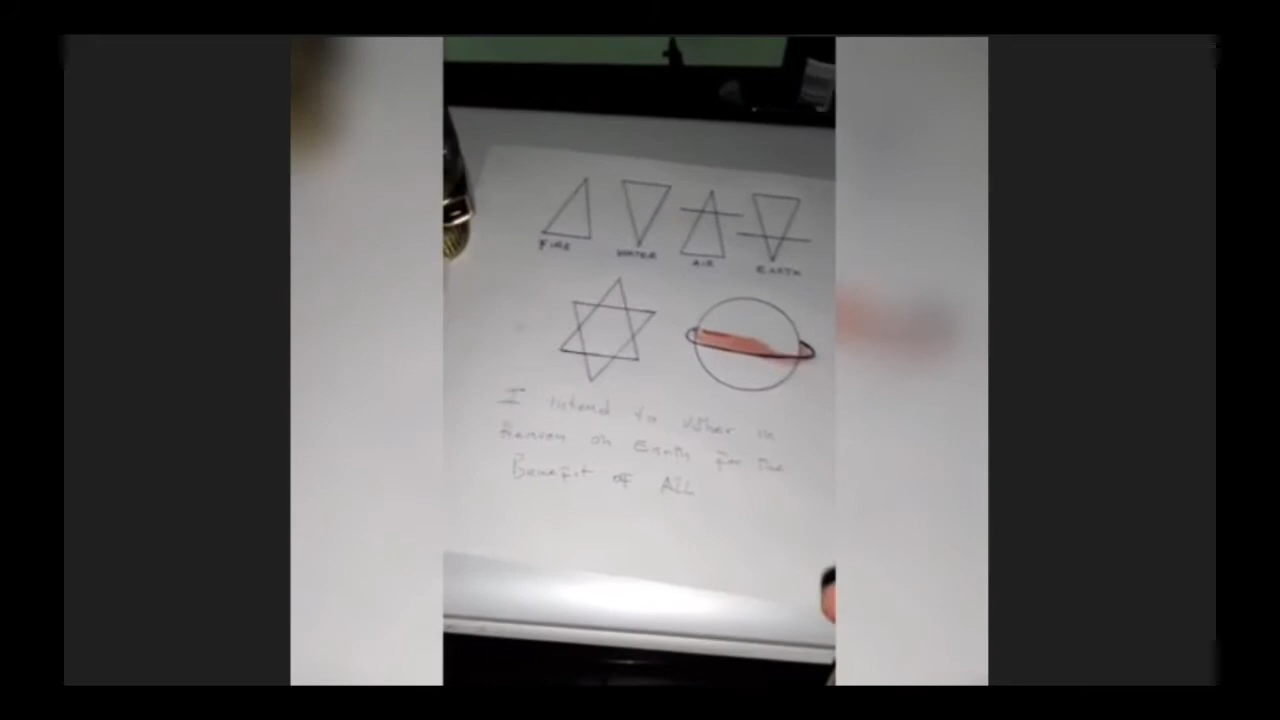 FIRE WATER AIR EARTH
I intend to usher in
Heaven on Earth for the
Benefit of All